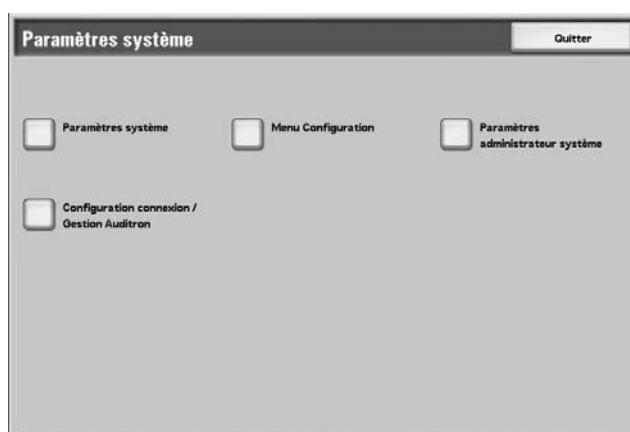 Paramètres système
Quitter
Paramètres système
Menu Configuration
Paramètres
administrateur système
Configuration connexion /
Gestion Auditron